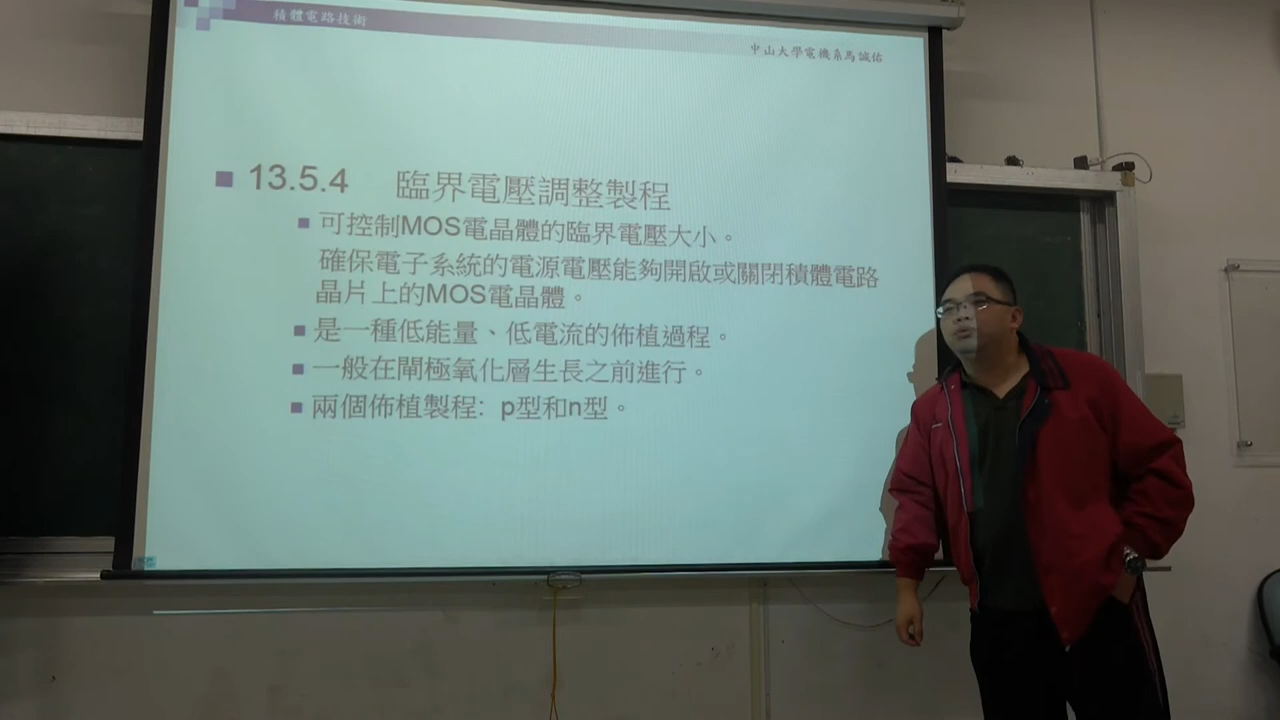 積體電路技術
中山大學電機系馬誠佑
13.5.4 臨界電壓調整製程
可控制MOS電晶體的臨界電壓大小。
確保電子系統的電源電壓能夠開啟或關閉積體電路
晶片上的MOS電晶體。
是一種低能量、低電流的佈植過程。
一般在閘極氧化層生長之前進行。
兩個佈植製程: p型和n型。